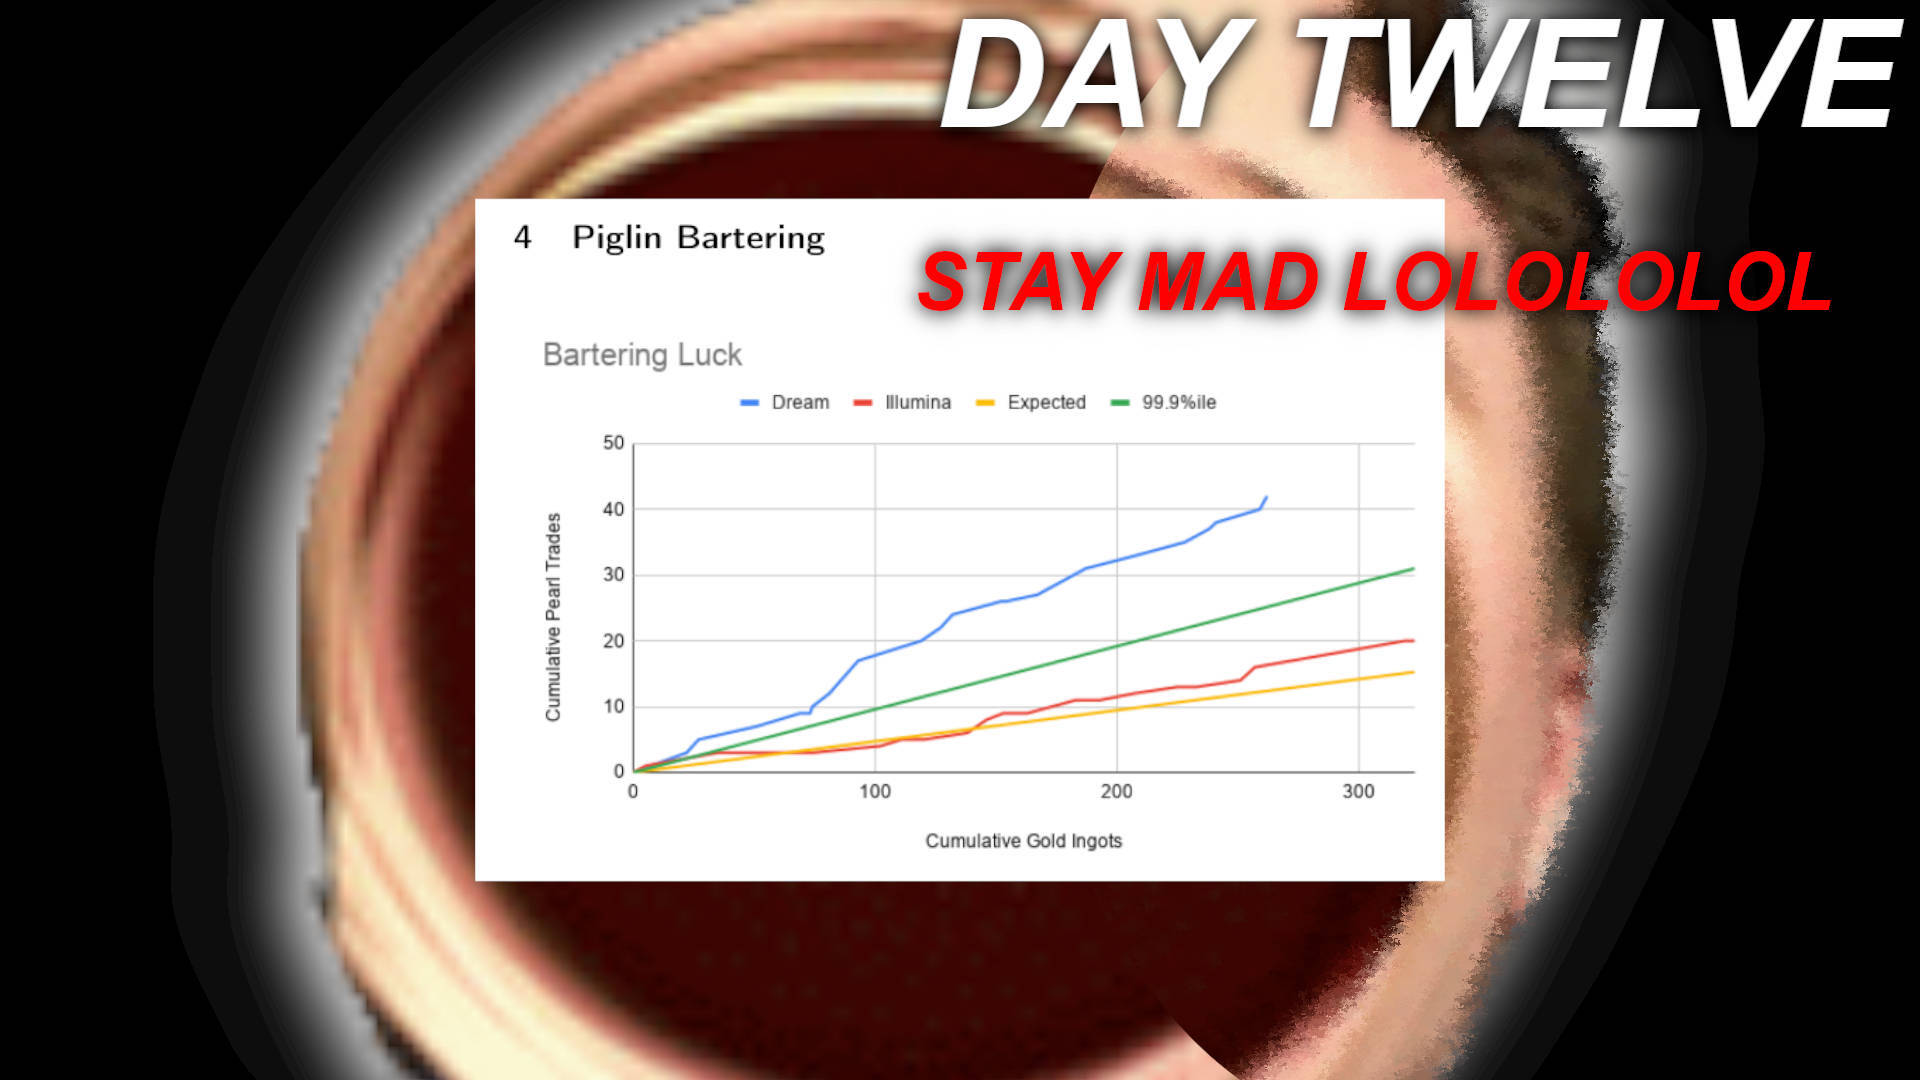 DAY TWELVE
4 Piglin Bartering
STAY MAD LOLOLOLOL
Bartering Luck
Dream Illumina Expected 99.9%ile
50
40
30
20
10
0
Cumulative Pearl Trades
0 100 200 300
Cumulative Gold Ingots